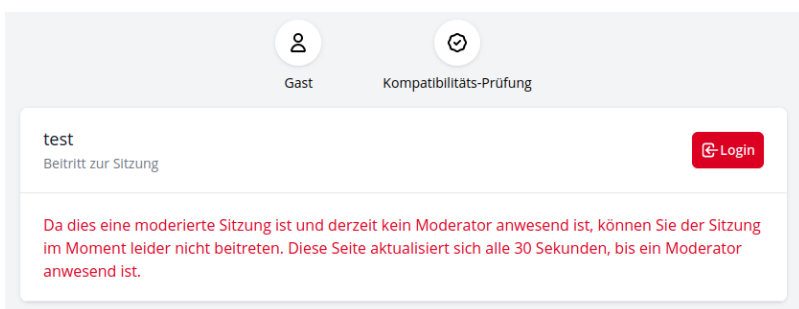 Gast
Kompatibilitäts-Prüfung
test
Beitritt zur Sitzung
Login
Da dies eine moderierte Sitzung ist und derzeit kein Moderator anwesend ist, können Sie der Sitzung
im Moment leider nicht beitreten. Diese Seite aktualisiert sich alle 30 Sekunden, bis ein Moderator
anwesend ist.